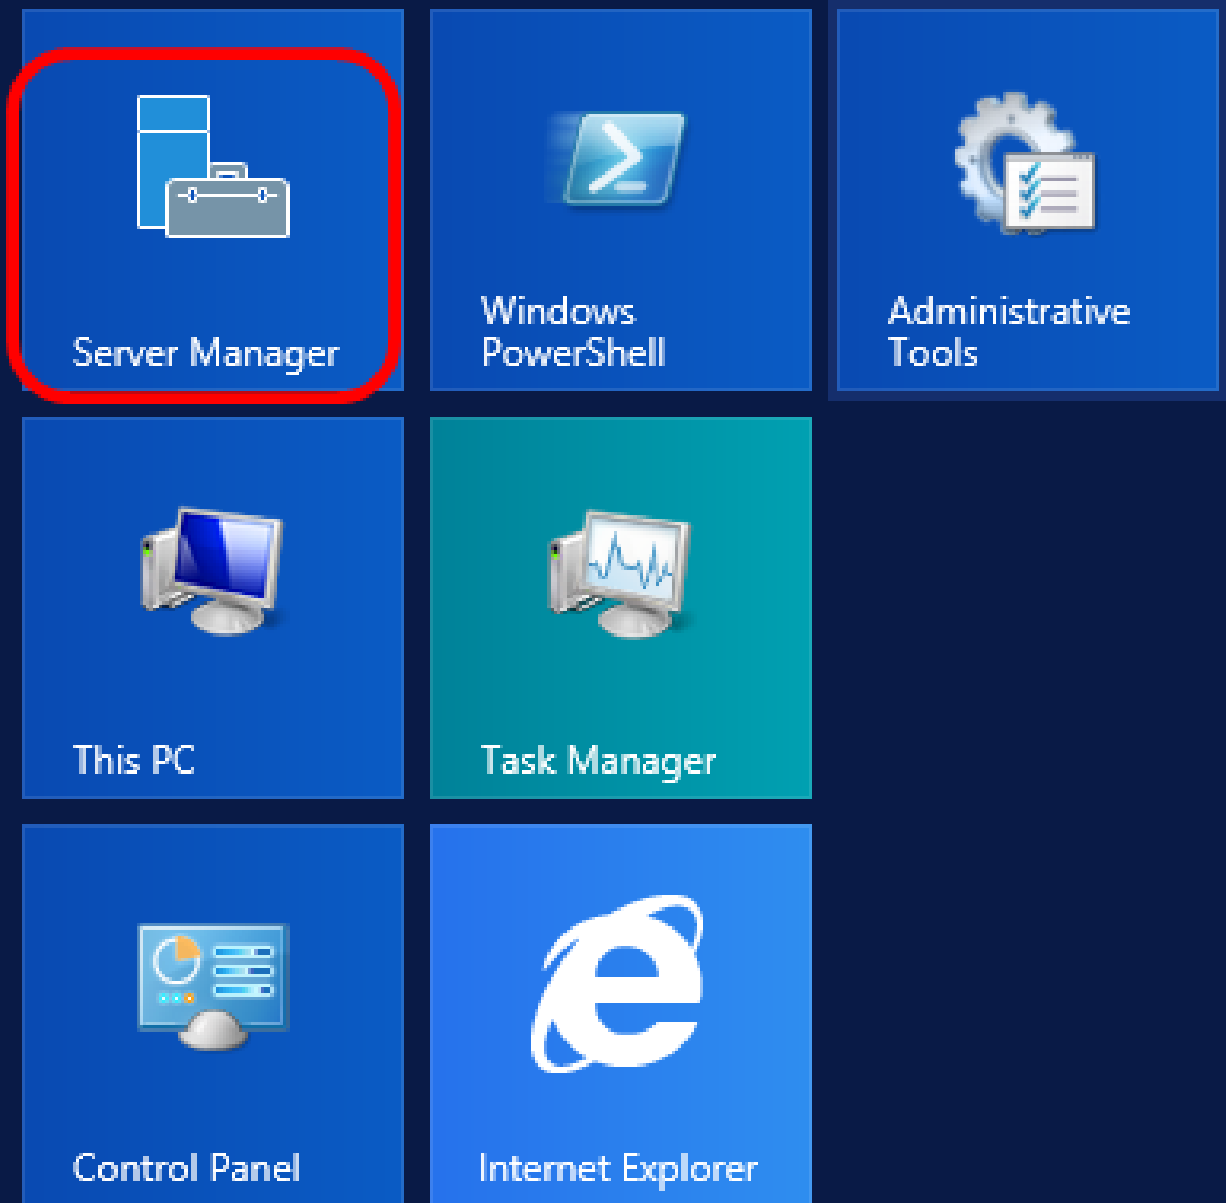 Server Manager
Windows
PowerShell
Administrative
Tools
This PC
Task Manager
Control Panel
Internet Explorer